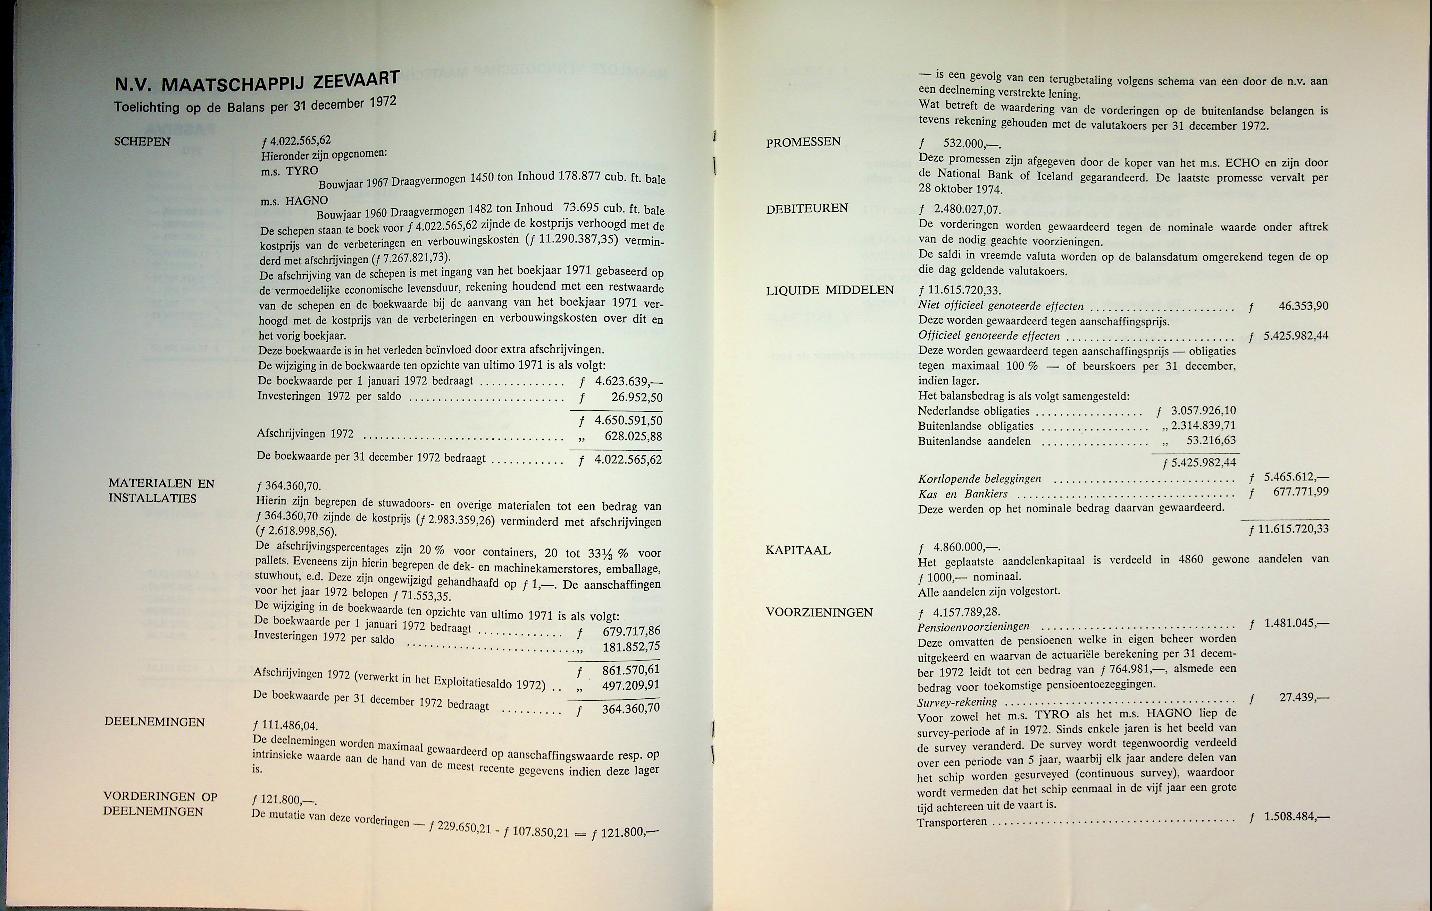 N.V. MAATSCHAPPIJ ZEEVAART
Toelichting op de Balans per 31 december 1972
SCHEPEN
f 4.022.565,62
Hieronder zijn opgenomen:
m.s. TYRO
Bouwjaar 1967 Draagvermogen 1450 ton Inhoud 178.877 cub. ft. bale
m.s. HAGNO
Bouwjaar 1960 Draagvermogen 1482 ton Inhoud 73.695 cub. ft. bale
De schepen staan te boek voor f 4.022.565,62 zijnde de kostprijs verhoogd met de
kostprijs van de verbeteringen en verbouwingskosten (f 11.290.387,35) vermin-
derd met afschrijvingen (f 7.267.821,73).
De afschrijving van de schepen is met ingang van het boekjaar 1971 gebaseerd op
de vermoedelijke economische levensduur, rekening houdend met een restwaarde
van de schepen en de boekwaarde bij de aanvang van het boekjaar 1971 ver-
hoogd met de kostprijs van de verbeteringen en verbouwingskosten over dit en
het vorig boekjaar.
Deze boekwaarde is in het verleden beïnvloed door extra afschrijvingen.
De wijziging in de boekwaarde ten opzichte van ultimo 1971 is als volgt:
De boekwaarde per 1 januari 1972 bedraagt .............. f 4.623.639,—
Investeringen 1972 per saldo .......................... f 26.952,50
f 4.650.591,50
Afschrijvingen 1972 .................................. „ 628.025,88
De boekwaarde per 31 december 1972 bedraagt ............ f 4.022.565,62
MATERIALEN EN
INSTALLATIES
f 364.360,70.
Hierin zijn begrepen de stuwadoors- en overige materialen tot een bedrag van
f 364.360,70 zijnde de kostprijs (f 2.983.359,26) verminderd met afschrijvingen
(f 2.618.998,56).
De afschrijvingspercentages zijn 20 % voor containers, 20 tot 33⅓ % voor
pallets. Eveneens zijn hierin begrepen de dek- en machinekamerstores, emballage,
stuwhout, e.d. Deze zijn ongewijzigd gehandhaafd op f 1,—. De aanschaffingen
voor het jaar 1972 belopen f 71.553,35.
De wijziging in de boekwaarde ten opzichte van ultimo 1971 is als volgt:
De boekwaarde per 1 januari 1972 bedraagt .............. f 679.717,86
Investeringen 1972 per saldo ............................ „ 181.852,75
f 861.570,61
Afschrijvingen 1972 (verwerkt in het Exploitatiesaldo 1972) .. „ 497.209,91
De boekwaarde per 31 december 1972 bedraagt .......... f 364.360,70
DEELNEMINGEN
f 111.486,04.
De deelnemingen worden maximaal gewaardeerd op aanschaffingswaarde resp. op
intrinsieke waarde aan de hand van de meest recente gegevens indien deze lager
is.
VORDERINGEN OP
DEELNEMINGEN
f 121.800,—.
De mutatie van deze vorderingen — f 229.650,21 - f 107.850,21 = f 121.800,—
— is een gevolg van een terugbetaling volgens schema van een door de n.v. aan
een deelneming verstrekte lening.
Wat betreft de waardering van de vorderingen op de buitenlandse belangen is
tevens rekening gehouden met de valutakoers per 31 december 1972.
PROMESSEN
f 532.000,—.
Deze promessen zijn afgegeven door de koper van het m.s. ECHO en zijn door
de National Bank of Iceland gegarandeerd. De laatste promesse vervalt per
28 oktober 1974.
DEBITEUREN
f 2.480.027,07.
De vorderingen worden gewaardeerd tegen de nominale waarde onder aftrek
van de nodig geachte voorzieningen.
De saldi in vreemde valuta worden op de balansdatum omgerekend tegen de op
die dag geldende valutakoers.
LIQUIDE MIDDELEN
f 11.615.720,33.
Niet officieel genoteerde effecten ........................ f 46.353,90
Deze worden gewaardeerd tegen aanschaffingsprijs.
Officieel genoteerde effecten ............................ f 5.425.982,44
Deze worden gewaardeerd tegen aanschaffingsprijs — obligaties
tegen maximaal 100 % — of beurskoers per 31 december,
indien lager.
Het balansbedrag is als volgt samengesteld:
Nederlandse obligaties .................. f 3.057.926,10
Buitenlandse obligaties .................. „ 2.314.839,71
Buitenlandse aandelen .................. „ 53.216,63
f 5.425.982,44
Kortlopende beleggingen .............................. f 5.465.612,—
Kas en Bankiers .................................... f 677.771,99
Deze werden op het nominale bedrag daarvan gewaardeerd.
f 11.615.720,33
KAPITAAL
f 4.860.000,—.
Het geplaatste aandelenkapitaal is verdeeld in 4860 gewone aandelen van
f 1000,— nominaal.
Alle aandelen zijn volgestort.
VOORZIENINGEN
f 4.157.789,28.
Pensioenvoorzieningen ................................ f 1.481.045,—
Deze omvatten de pensioenen welke in eigen beheer worden
uitgekeerd en waarvan de actuariële berekening per 31 decem-
ber 1972 leidt tot een bedrag van f 764.981,—, alsmede een
bedrag voor toekomstige pensioentoezeggingen.
Survey-rekening ...................................... f 27.439,—
Voor zowel het m.s. TYRO als het m.s. HAGNO liep de
survey-periode af in 1972. Sinds enkele jaren is het beeld van
de survey veranderd. De survey wordt tegenwoordig verdeeld
over een periode van 5 jaar, waarbij elk jaar andere delen van
het schip worden gesurveyed (continuous survey), waardoor
wordt vermeden dat het schip eenmaal in de vijf jaar een grote
tijd achtereen uit de vaart is.
Transporteren ........................................ f 1.508.484,—